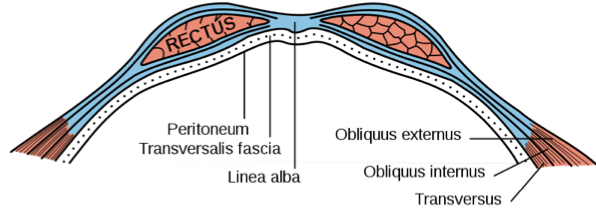 RECTUS
Peritoneum
Transversalis fascia
Linea alba
Obliquus externus
Obliquus internus
Transversus